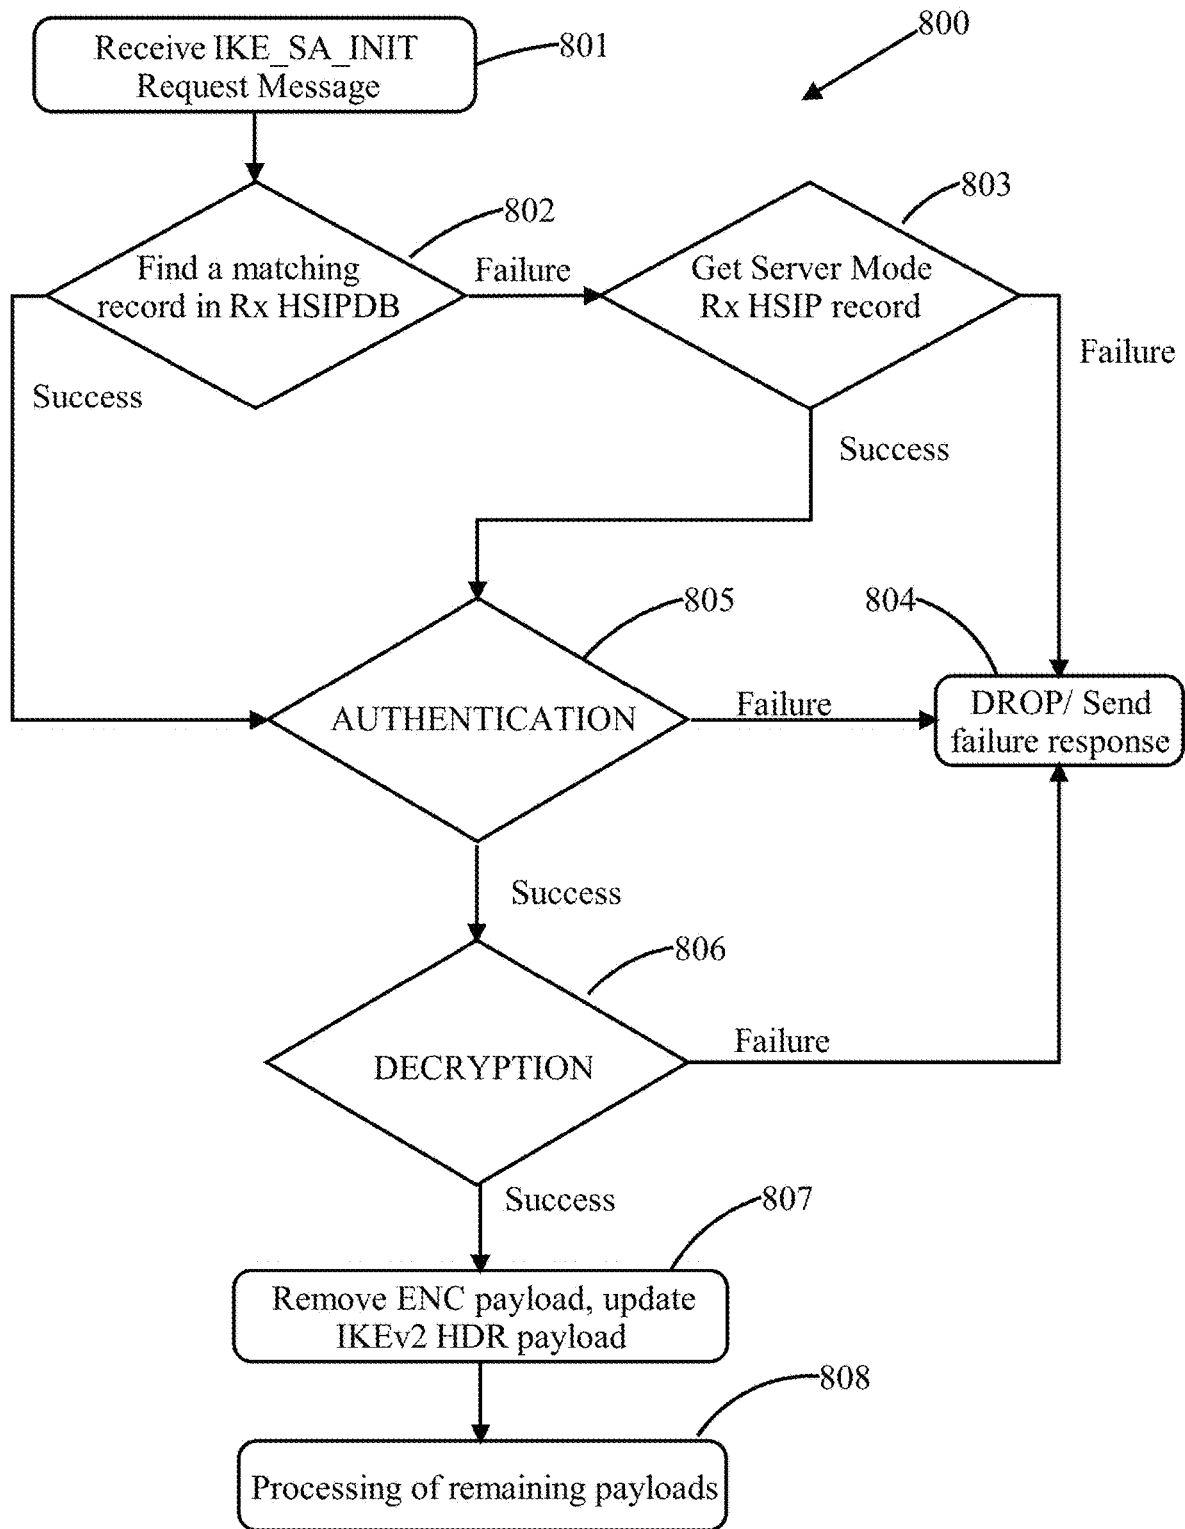 Receive IKE_SA_INIT
Request Message
801
800
Find a matching
record in Rx HSIPDB
802
Failure
Get Server Mode
Rx HSIP record
803
Failure
Success
Success
AUTHENTICATION
805
Failure
804
DROP/ Send
failure response
Success
DECRYPTION
806
Failure
Success
807
Remove ENC payload, update
IKEv2 HDR payload
808
Processing of remaining payloads